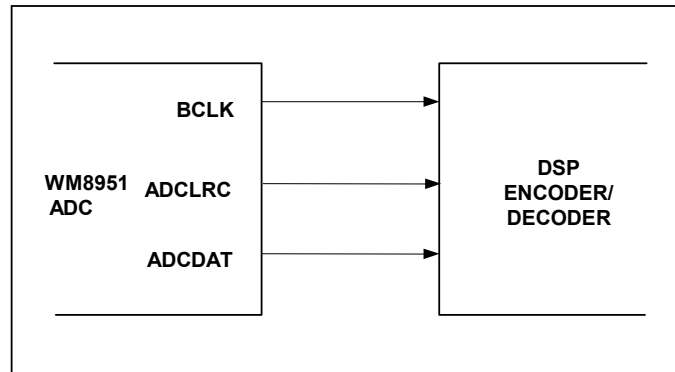 BCLK
WM8951
ADC
ADCLRC
ADCDAT
DSP
ENCODER/
DECODER